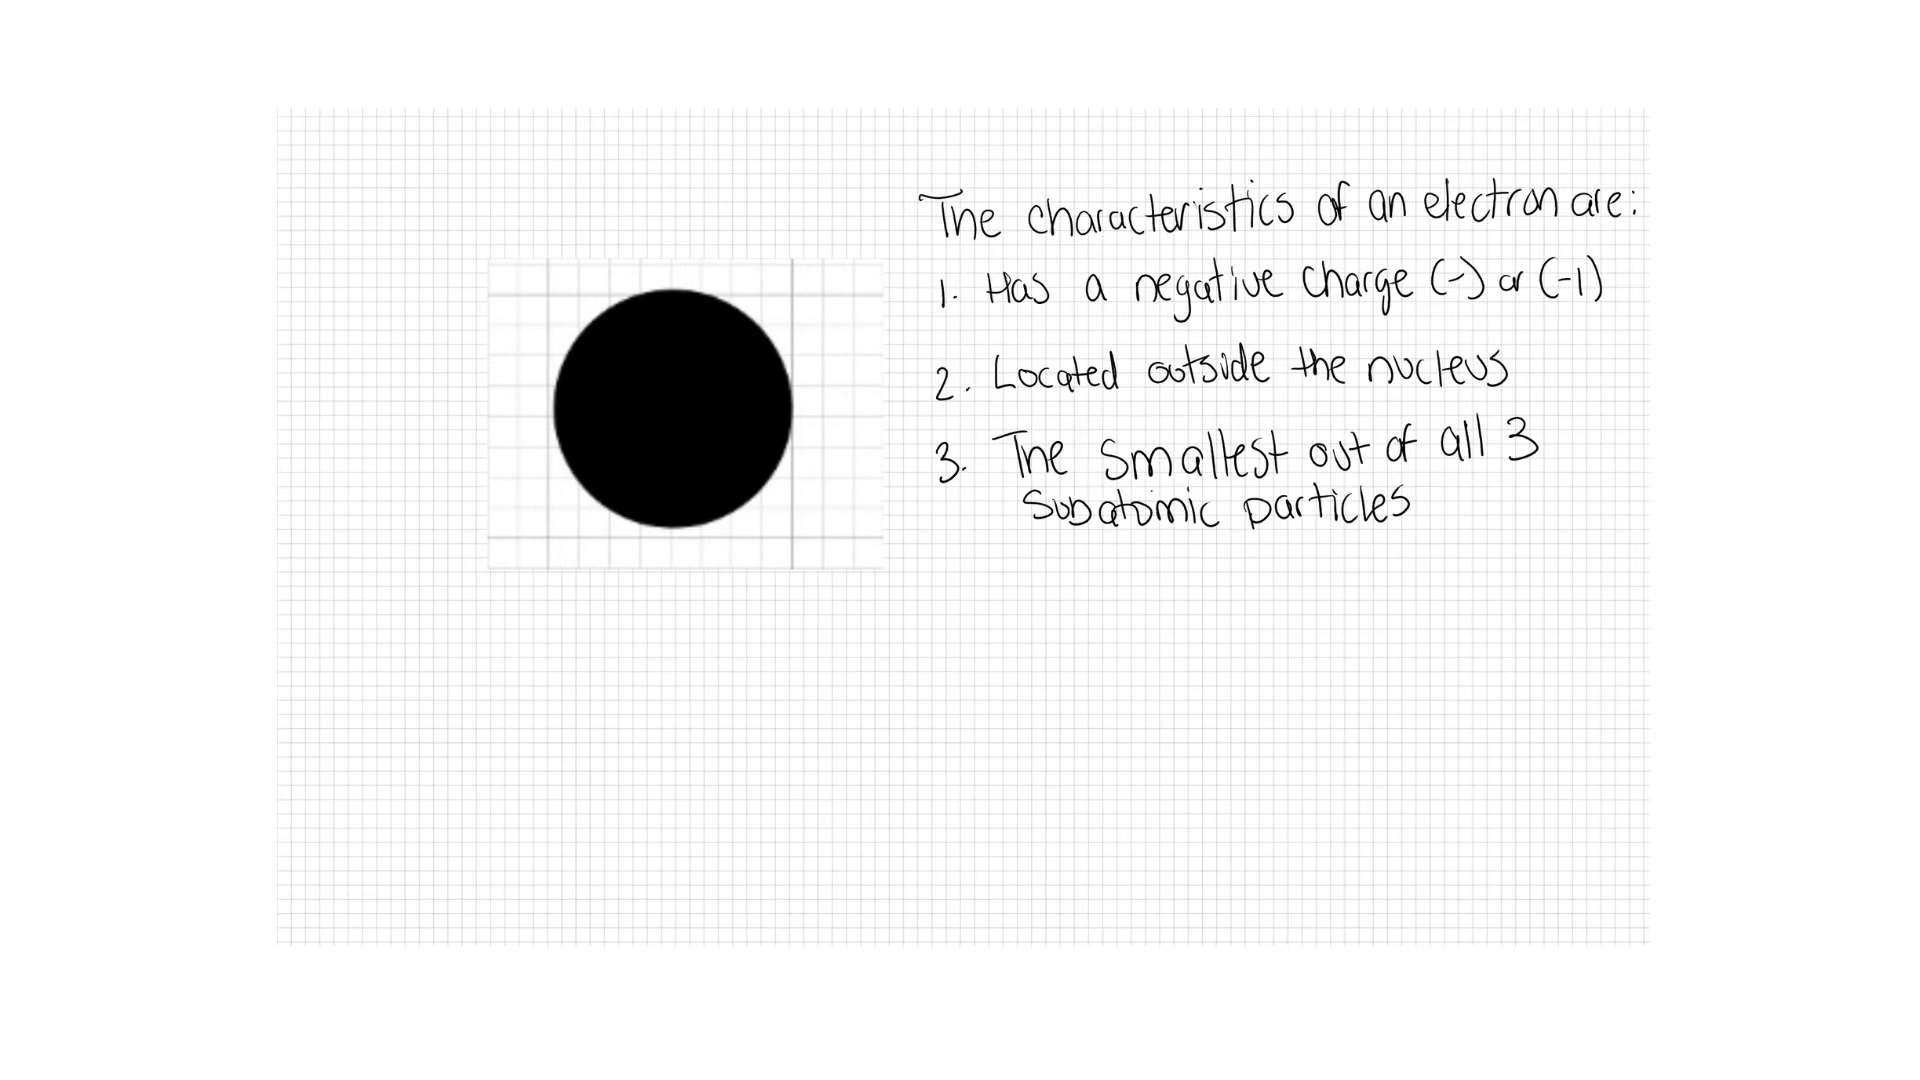 The characteristics of an electron are:
1. Has a negative charge (-) or (-1)
2. Located outside the nucleus
3. The smallest out of all 3
subatomic particles